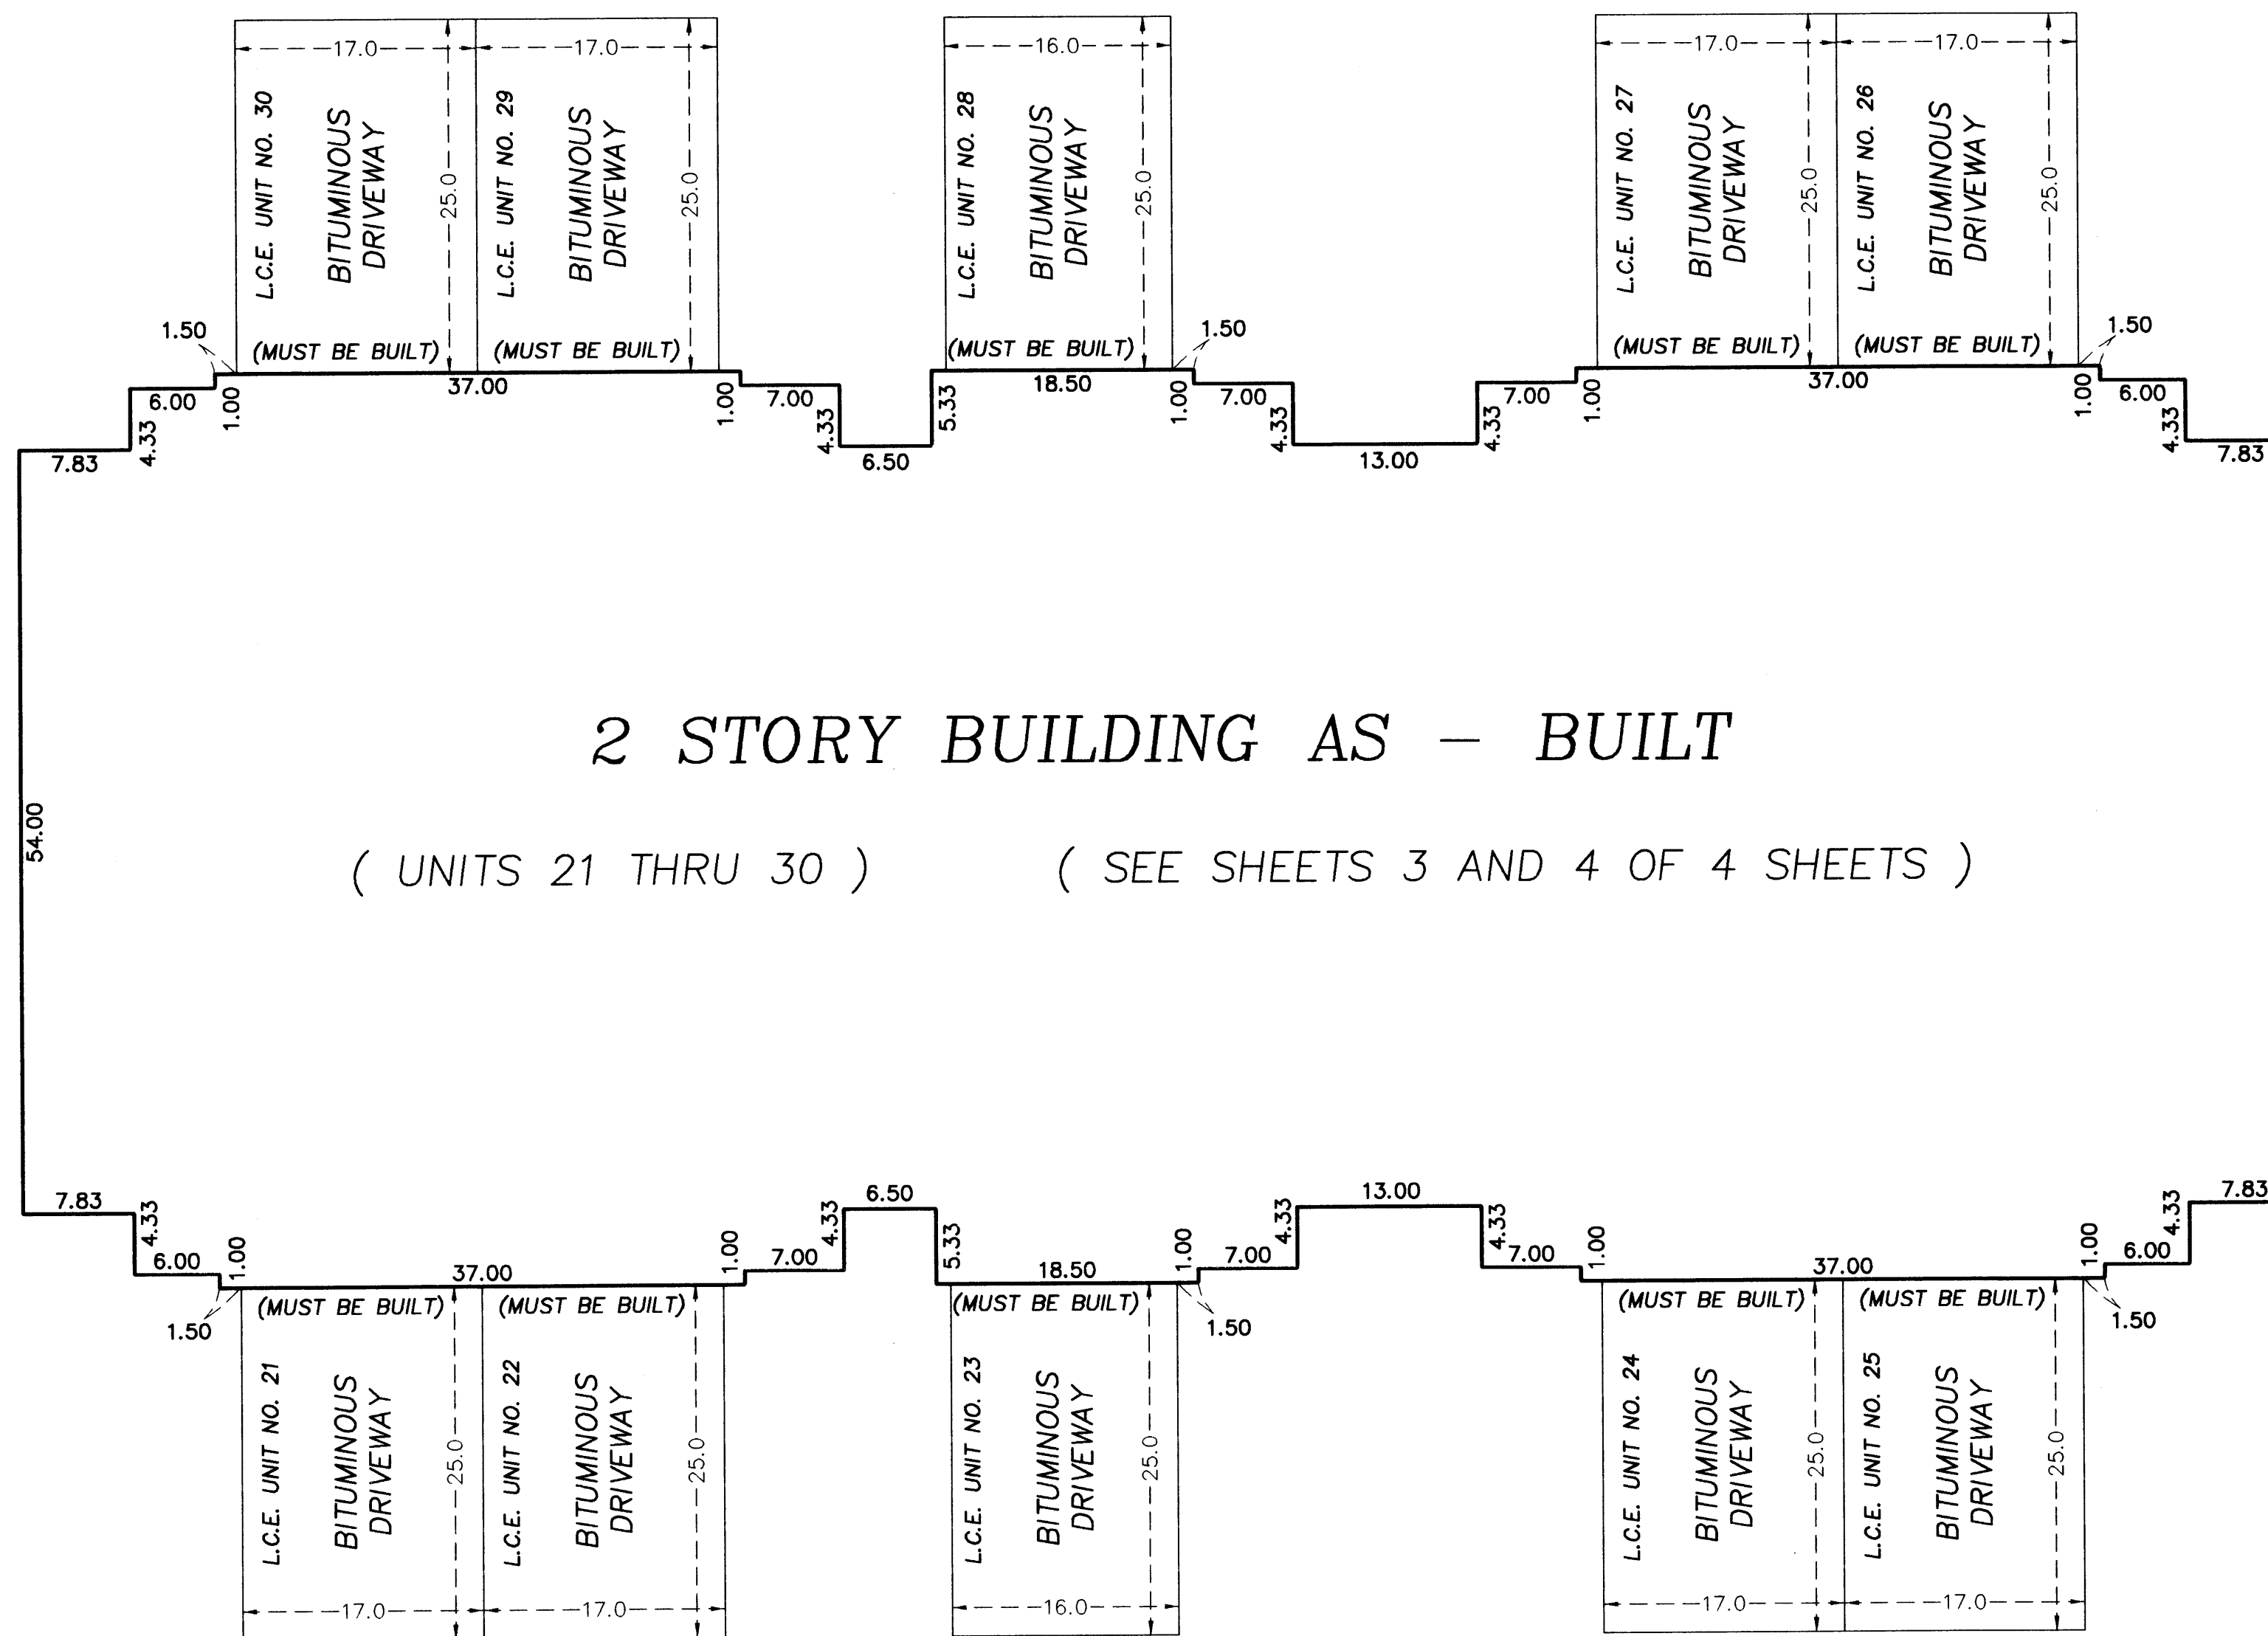 17.0
17.0
16.0
17.0
17.0
L.C.E. UNIT NO. 30
BITUMINOUS
DRIVEWAY
25.0
L.C.E. UNIT NO. 29
BITUMINOUS
DRIVEWAY
25.0
L.C.E. UNIT NO. 28
BITUMINOUS
DRIVEWAY
25.0
L.C.E. UNIT NO. 27
BITUMINOUS
DRIVEWAY
25.0
L.C.E. UNIT NO. 26
BITUMINOUS
DRIVEWAY
25.0
1.50
(MUST BE BUILT)
(MUST BE BUILT)
(MUST BE BUILT)
1.50
(MUST BE BUILT)
(MUST BE BUILT)
1.50
7.83
4.33
6.00
1.00
37.00
1.00
7.00
4.33
6.50
5.33
18.50
1.00
7.00
4.33
13.00
4.33
7.00
1.00
37.00
1.00
6.00
4.33
7.83
2 STORY BUILDING AS - BUILT
54.00
( UNITS 21 THRU 30 )
( SEE SHEETS 3 AND 4 OF 4 SHEETS )
7.83
4.33
6.00
1.00
37.00
1.00
7.00
4.33
6.50
5.33
18.50
1.00
7.00
4.33
13.00
4.33
7.00
1.00
37.00
1.00
6.00
4.33
7.83
1.50
(MUST BE BUILT)
(MUST BE BUILT)
(MUST BE BUILT)
1.50
(MUST BE BUILT)
(MUST BE BUILT)
1.50
L.C.E. UNIT NO. 21
BITUMINOUS
DRIVEWAY
25.0
L.C.E. UNIT NO. 22
BITUMINOUS
DRIVEWAY
25.0
L.C.E. UNIT NO. 23
BITUMINOUS
DRIVEWAY
25.0
L.C.E. UNIT NO. 24
BITUMINOUS
DRIVEWAY
25.0
L.C.E. UNIT NO. 25
BITUMINOUS
DRIVEWAY
25.0
17.0
17.0
16.0
17.0
17.0